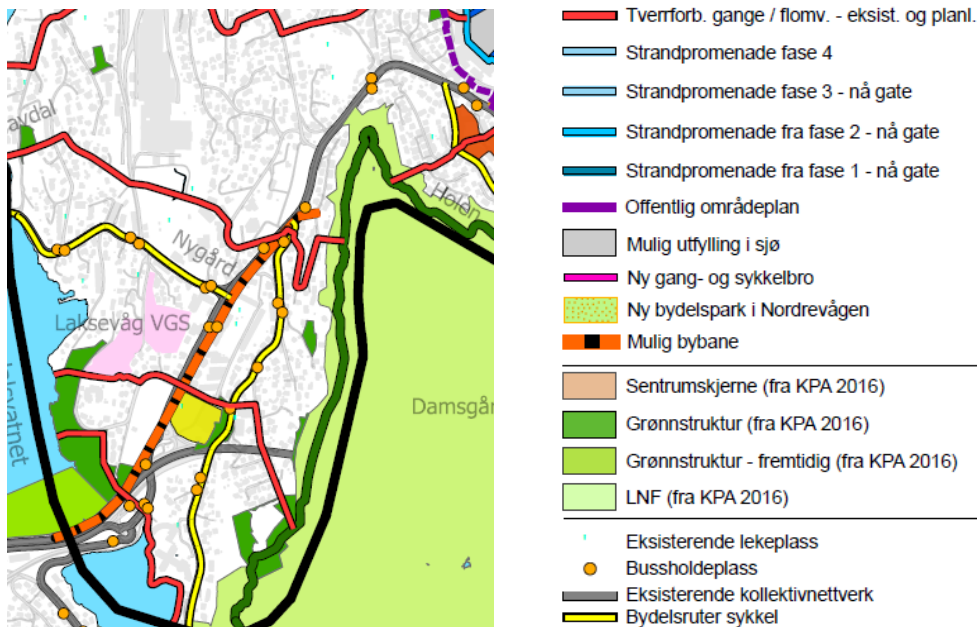 avdal
Nygård
Holen
Laksevåg VGS
Damsgår
Tverrforb. gange / flomv. - eksist. og planl.
Strandpromenade fase 4
Strandpromenade fase 3 - nå gate
Strandpromenade fra fase 2 - nå gate
Strandpromenade fra fase 1 - nå gate
Offentlig områdeplan
Mulig utfylling i sjø
Ny gang- og sykkelbro
Ny bydelspark i Nordrevågen
Mulig bybane
Sentrumskjerne (fra KPA 2016)
Grønnstruktur (fra KPA 2016)
Grønnstruktur - fremtidig (fra KPA 2016)
LNF (fra KPA 2016)
Eksisterende lekeplass
Bussholdeplass
Eksisterende kollektivnettverk
Bydelsruter sykkel